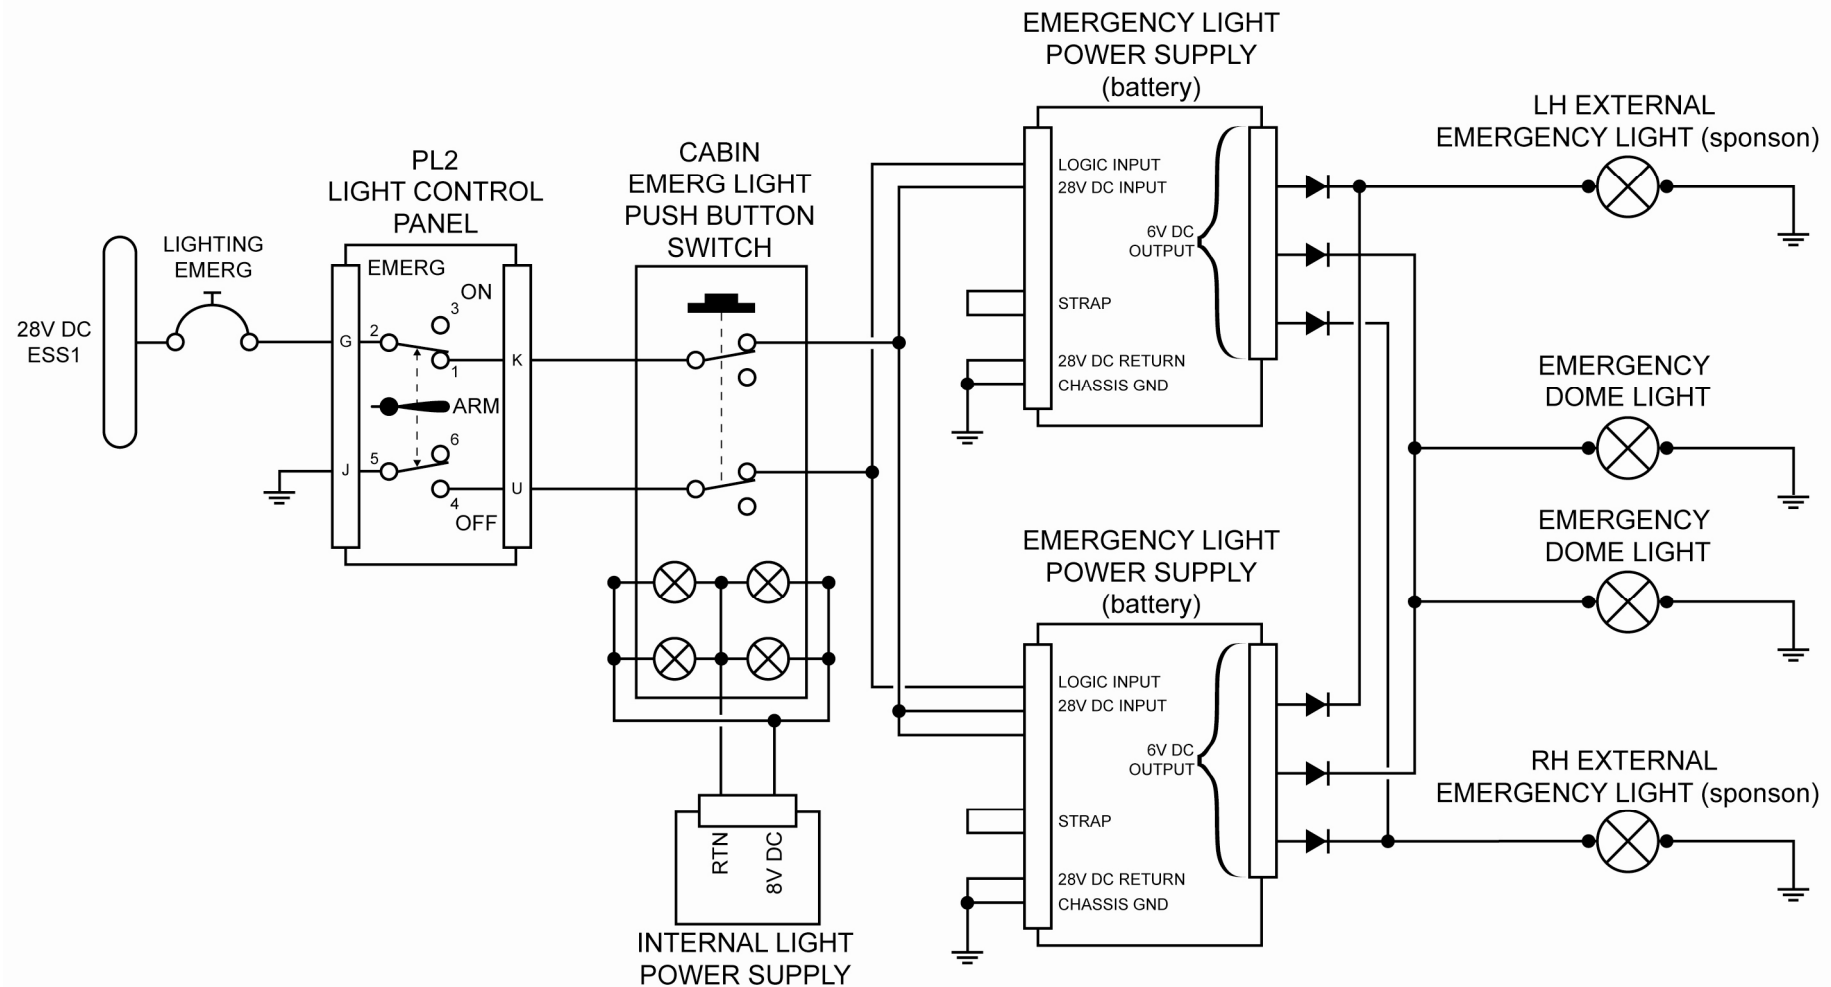 EMERGENCY LIGHT
POWER SUPPLY
(battery)
LH EXTERNAL
EMERGENCY LIGHT (sponson)
PL2
LIGHT CONTROL
PANEL
CABIN
EMERG LIGHT
PUSH BUTTON
SWITCH
LOGIC INPUT
28V DC INPUT
6V DC
OUTPUT
STRAP
28V DC RETURN
CHASSIS GND
LIGHTING
EMERG
28V DC
ESS1
EMERG
ON
3
G
2
1
K
ARM
6
J
5
U
4
OFF
EMERGENCY
DOME LIGHT
EMERGENCY
DOME LIGHT
EMERGENCY LIGHT
POWER SUPPLY
(battery)
LOGIC INPUT
28V DC INPUT
6V DC
OUTPUT
STRAP
28V DC RETURN
CHASSIS GND
RH EXTERNAL
EMERGENCY LIGHT (sponson)
RTN
8V DC
INTERNAL LIGHT
POWER SUPPLY